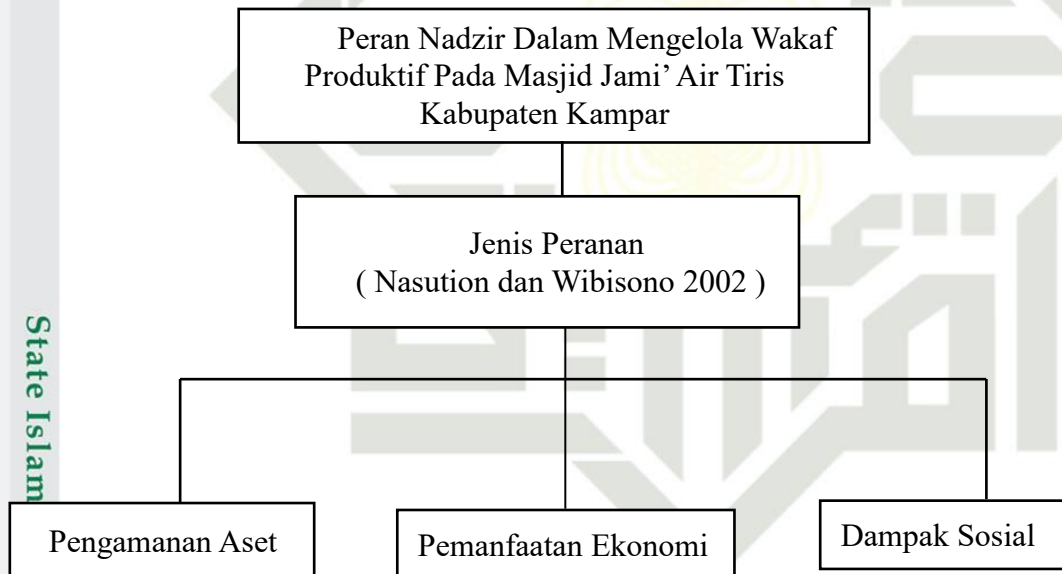 Peran Nadzir Dalam Mengelola Wakaf
Produktif Pada Masjid Jami’ Air Tiris
Kabupaten Kampar
Jenis Peranan
( Nasution dan Wibisono 2002 )
State Islam
Pengamanan Aset
Pemanfaatan Ekonomi
Dampak Sosial